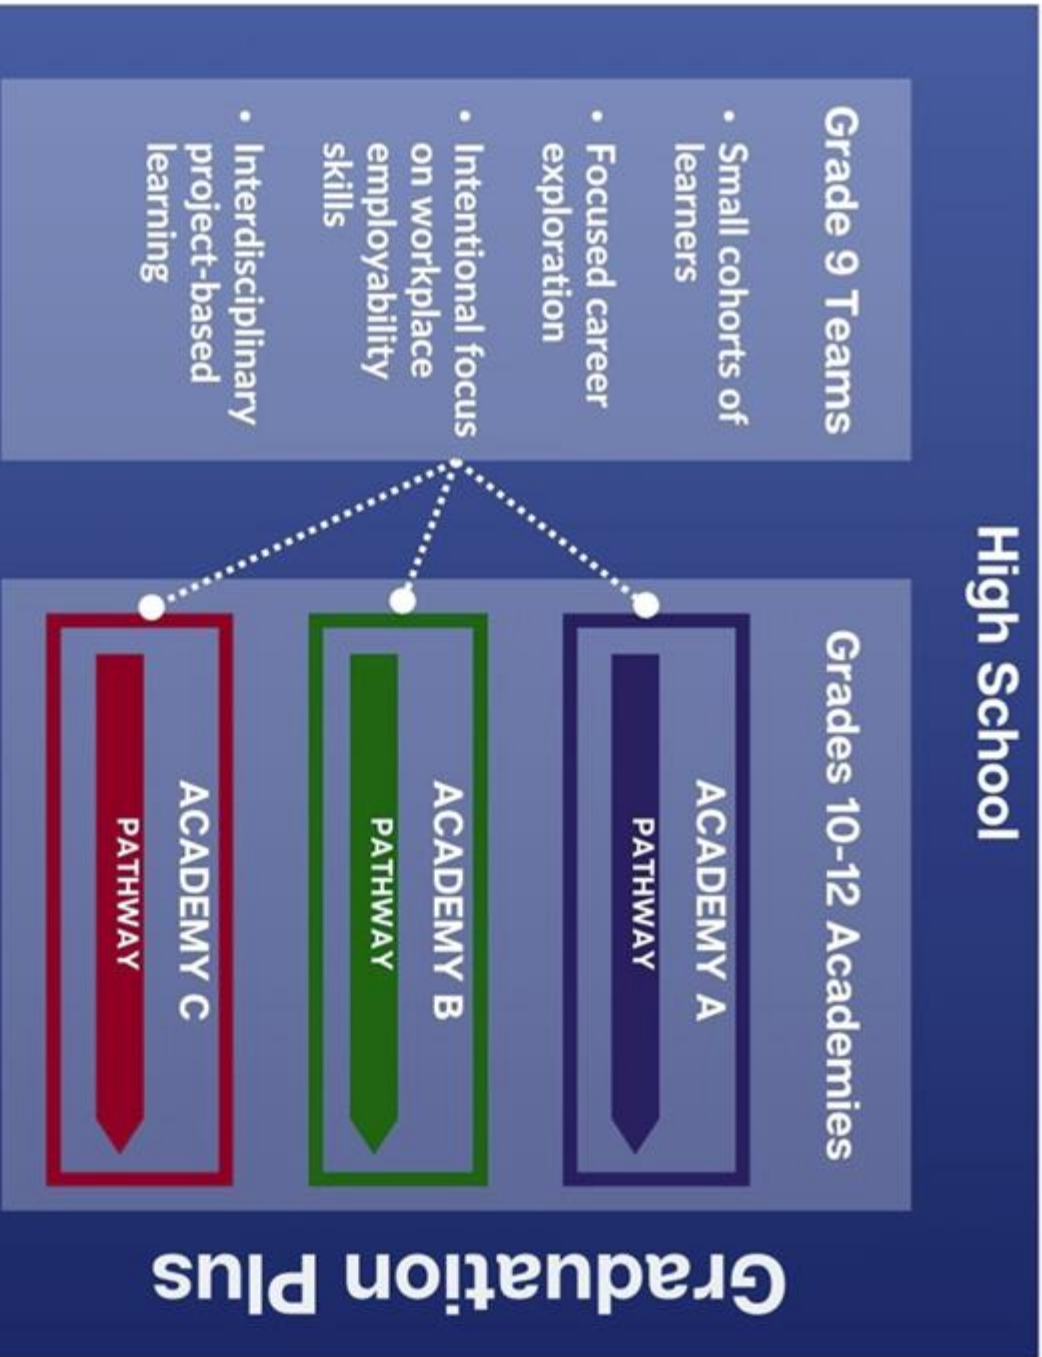 High School
Grade 9 Teams
• Small cohorts of
learners
• Focused career
exploration
• Intentional focus
on workplace
employability
skills
• Interdisciplinary
project-based
learning
Grades 10-12 Academies
ACADEMY A
PATHWAY
ACADEMY B
PATHWAY
ACADEMY C
PATHWAY
Graduation Plus